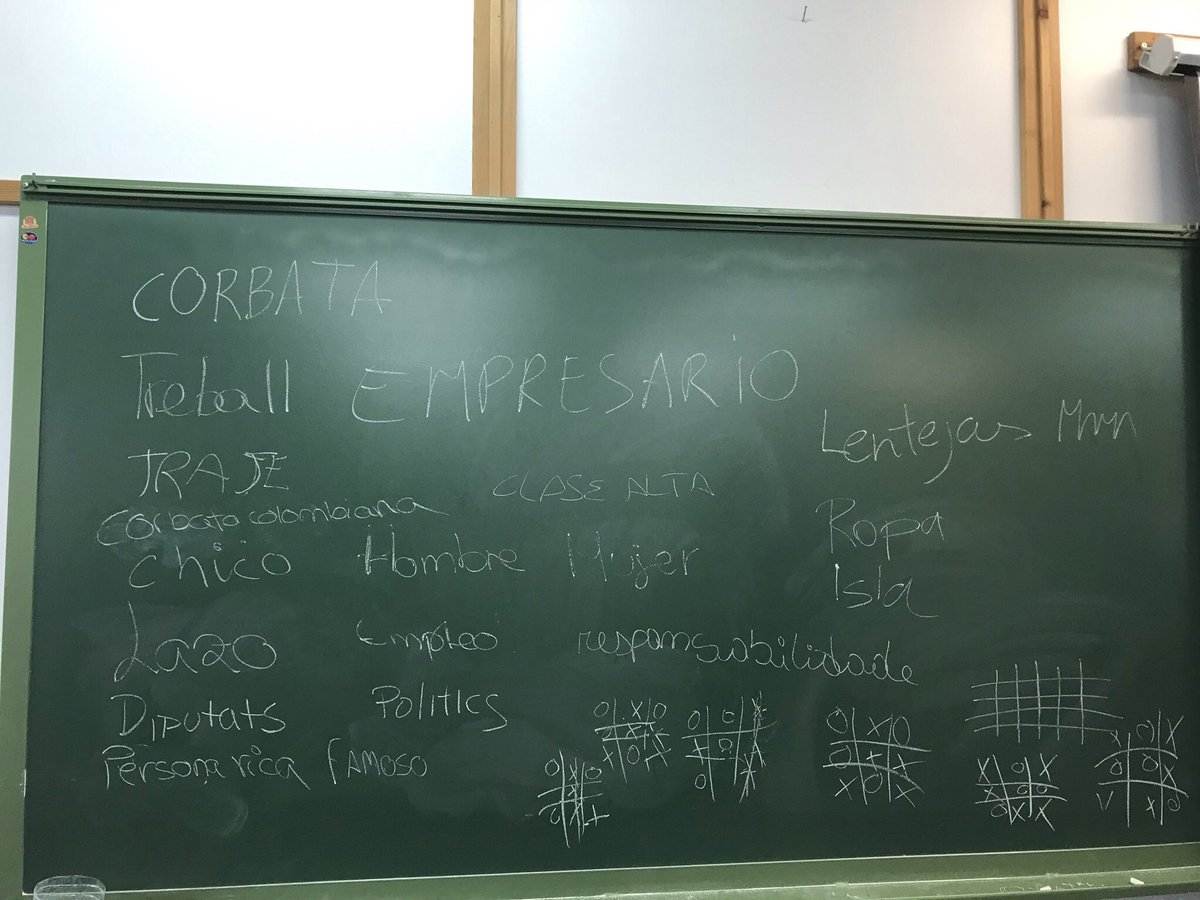 CORBATA
Treball EMPRESARIO
Lentejas Mmm
TRAJE CLASE ALTA
Corbata colombiana
Ropa
Chico Hombre Mujer
Isla
Lazo Empleo responsabilidade
Diputats Politics
Persona rica FAMOSO